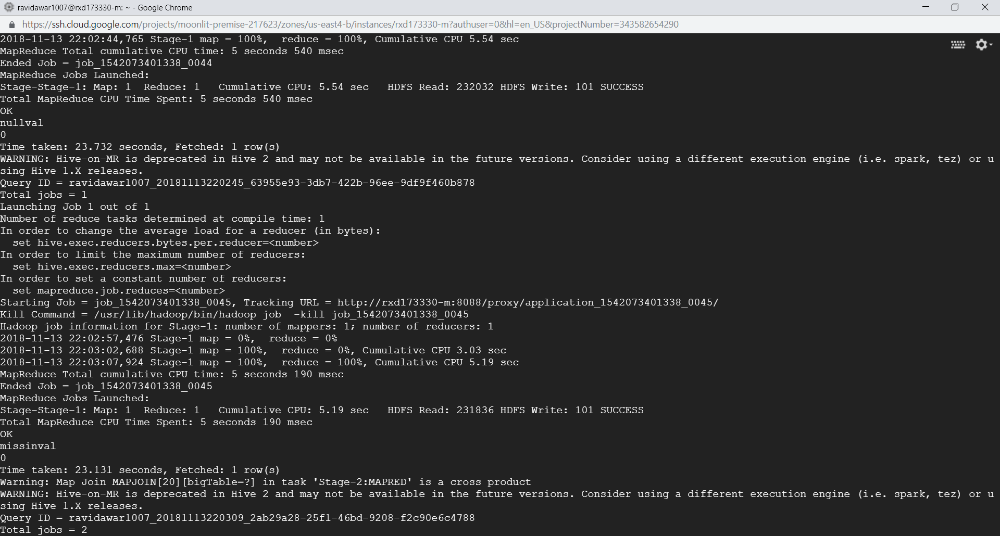 ravidawar1007@rxd173330-m: ~ - Google Chrome
https://ssh.cloud.google.com/projects/moonlit-premise-217623/zones/us-east4-b/instances/rxd173330-m?authuser=0&hl=en_US&projectNumber=343582654290
2018-11-13 22:02:44,765 Stage-1 map = 100%,  reduce = 100%, Cumulative CPU 5.54 sec
MapReduce Total cumulative CPU time: 5 seconds 540 msec
Ended Job = job_1542073401338_0044
MapReduce Jobs Launched:
Stage-Stage-1: Map: 1  Reduce: 1   Cumulative CPU: 5.54 sec   HDFS Read: 232032 HDFS Write: 101 SUCCESS
Total MapReduce CPU Time Spent: 5 seconds 540 msec
OK
nullval
0
Time taken: 23.732 seconds, Fetched: 1 row(s)
WARNING: Hive-on-MR is deprecated in Hive 2 and may not be available in the future versions. Consider using a different execution engine (i.e. spark, tez) or u
sing Hive 1.X releases.
Query ID = ravidawar1007_20181113220245_63955e93-3db7-422b-96ee-9df9f460b878
Total jobs = 1
Launching Job 1 out of 1
Number of reduce tasks determined at compile time: 1
In order to change the average load for a reducer (in bytes):
  set hive.exec.reducers.bytes.per.reducer=<number>
In order to limit the maximum number of reducers:
  set hive.exec.reducers.max=<number>
In order to set a constant number of reducers:
  set mapreduce.job.reduces=<number>
Starting Job = job_1542073401338_0045, Tracking URL = http://rxd173330-m:8088/proxy/application_1542073401338_0045/
Kill Command = /usr/lib/hadoop/bin/hadoop job  -kill job_1542073401338_0045
Hadoop job information for Stage-1: number of mappers: 1; number of reducers: 1
2018-11-13 22:02:57,476 Stage-1 map = 0%,  reduce = 0%
2018-11-13 22:03:02,688 Stage-1 map = 100%,  reduce = 0%, Cumulative CPU 3.03 sec
2018-11-13 22:03:07,924 Stage-1 map = 100%,  reduce = 100%, Cumulative CPU 5.19 sec
MapReduce Total cumulative CPU time: 5 seconds 190 msec
Ended Job = job_1542073401338_0045
MapReduce Jobs Launched:
Stage-Stage-1: Map: 1  Reduce: 1   Cumulative CPU: 5.19 sec   HDFS Read: 231836 HDFS Write: 101 SUCCESS
Total MapReduce CPU Time Spent: 5 seconds 190 msec
OK
missinval
0
Time taken: 23.131 seconds, Fetched: 1 row(s)
Warning: Map Join MAPJOIN[20][bigTable=?] in task 'Stage-2:MAPRED' is a cross product
WARNING: Hive-on-MR is deprecated in Hive 2 and may not be available in the future versions. Consider using a different execution engine (i.e. spark, tez) or u
sing Hive 1.X releases.
Query ID = ravidawar1007_20181113220309_2ab29a28-25f1-46bd-9208-f2c90e6c4788
Total jobs = 2